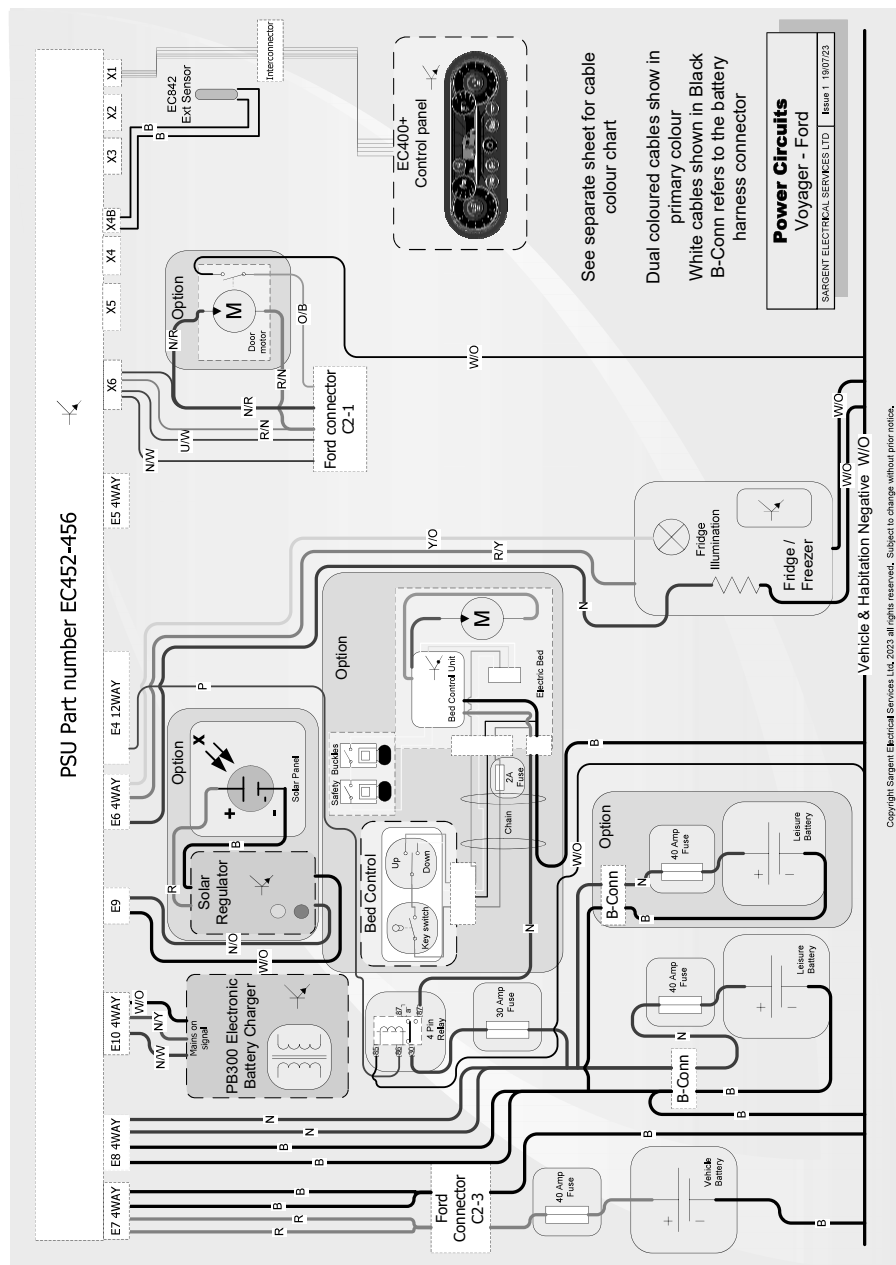 PSU Part number EC452-456
E7 4WAY
E8 4WAY
E10 4WAY
E9
E6 4WAY
E4 12WAY
E5 4WAY
X6
X5
X4
X4B
X3
X2
X1
R
R
B
B
B
B
N
N
N/W
N/Y
W/O
Mains on
signal
PB300 Electronic
Battery Charger
W/O
N/O
Solar
Regulator
R
B
Option
X
+
-
Solar Panel
P
Y/O
R/Y
N
N/W
U/W
R/N
N/R
N/R
R/N
O/B
Option
M
Door
motor
Ford connector
C2-1
W/O
B
B
EC842
Ext Sensor
Interconnector
EC400+
Control panel
Option
Safety Buckles
Bed Control Unit
M
Electric Bed
Bed Control
Key switch
Up
Down
2A
Fuse
Chain
N
B
W/O
85
86
30
87
a
87
4 Pin
Relay
30 Amp
Fuse
Ford
Connector
C2-3
40 Amp
Fuse
+
-
Vehicle
Battery
B
B
B
B
B-Conn
N
40 Amp
Fuse
+
-
Leisure
Battery
Option
B-Conn
N
B
40 Amp
Fuse
+
-
Leisure
Battery
Fridge
Illumination
Fridge /
Freezer
W/O
W/O
Vehicle & Habitation Negative W/O
See separate sheet for cable
colour chart
Dual coloured cables show in
primary colour
White cables shown in Black
B-Conn refers to the battery
harness connector
Power Circuits
Voyager - Ford
SARGENT ELECTRICAL SERVICES LTD
Issue 1 19/07/23
Copyright Sargent Electrical Services Ltd. 2023 all rights reserved. Subject to change without prior notice.